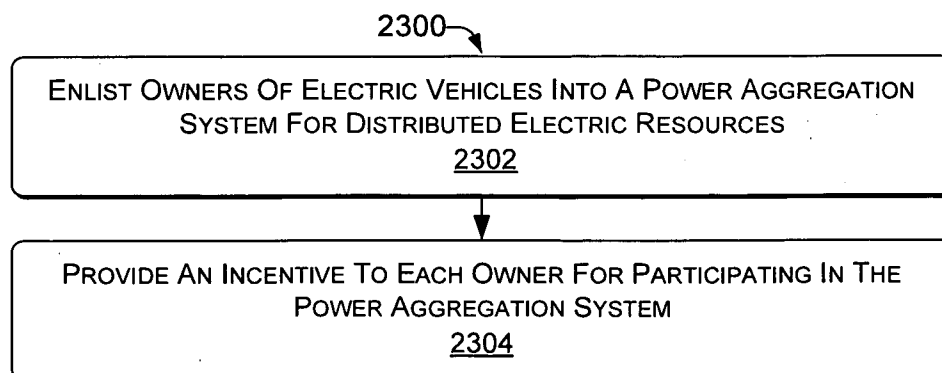 2300
ENLIST OWNERS OF ELECTRIC VEHICLES INTO A POWER AGGREGATION
SYSTEM FOR DISTRIBUTED ELECTRIC RESOURCES
2302
PROVIDE AN INCENTIVE TO EACH OWNER FOR PARTICIPATING IN THE
POWER AGGREGATION SYSTEM
2304